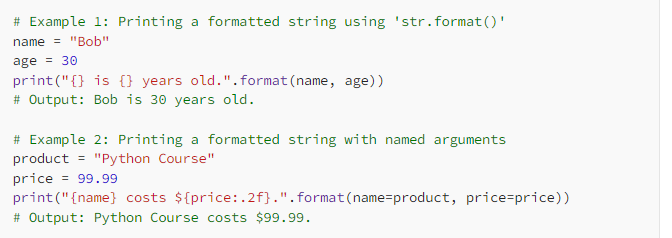 # Example 1: Printing a formatted string using 'str.format()'
name = "Bob"
age = 30
print("{} is {} years old.".format(name, age))
# Output: Bob is 30 years old.

# Example 2: Printing a formatted string with named arguments
product = "Python Course"
price = 99.99
print("{name} costs ${price:.2f}.".format(name=product, price=price))
# Output: Python Course costs $99.99.